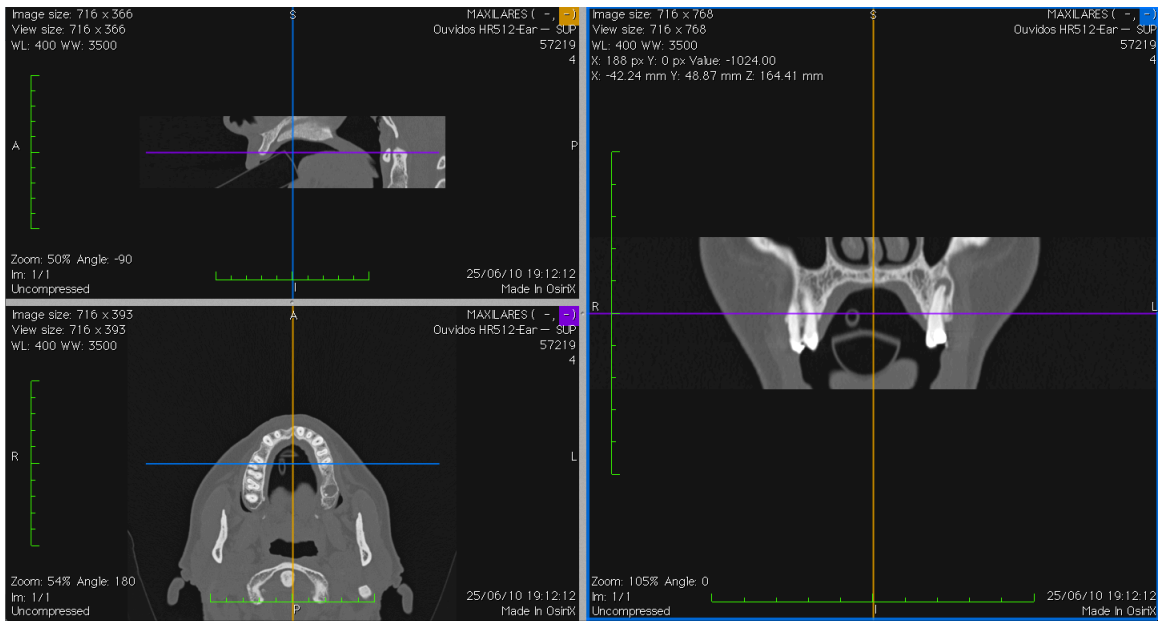 Image size: 716 x 366
View size: 716 x 366
WL: 400 WW: 3500
S
MAXILARES ( -, -)
Ouvidos HR512-Ear — SUP
57219
4
A
P
Zoom: 50% Angle: -90
Im: 1/1
Uncompressed
I
25/06/10 19:12:12
Made In OsiriX
Image size: 716 x 393
View size: 716 x 393
WL: 400 WW: 3500
A
MAXILARES ( -, -)
Ouvidos HR512-Ear — SUP
57219
4
R
L
Zoom: 54% Angle: 180
Im: 1/1
Uncompressed
P
25/06/10 19:12:12
Made In OsiriX
Image size: 716 x 768
View size: 716 x 768
WL: 400 WW: 3500
X: 188 px Y: 0 px Value: -1024.00
X: -42.24 mm Y: 48.87 mm Z: 164.41 mm
S
MAXILARES ( -, -)
Ouvidos HR512-Ear — SUP
57219
4
R
L
Zoom: 105% Angle: 0
Im: 1/1
Uncompressed
I
25/06/10 19:12:12
Made In OsiriX